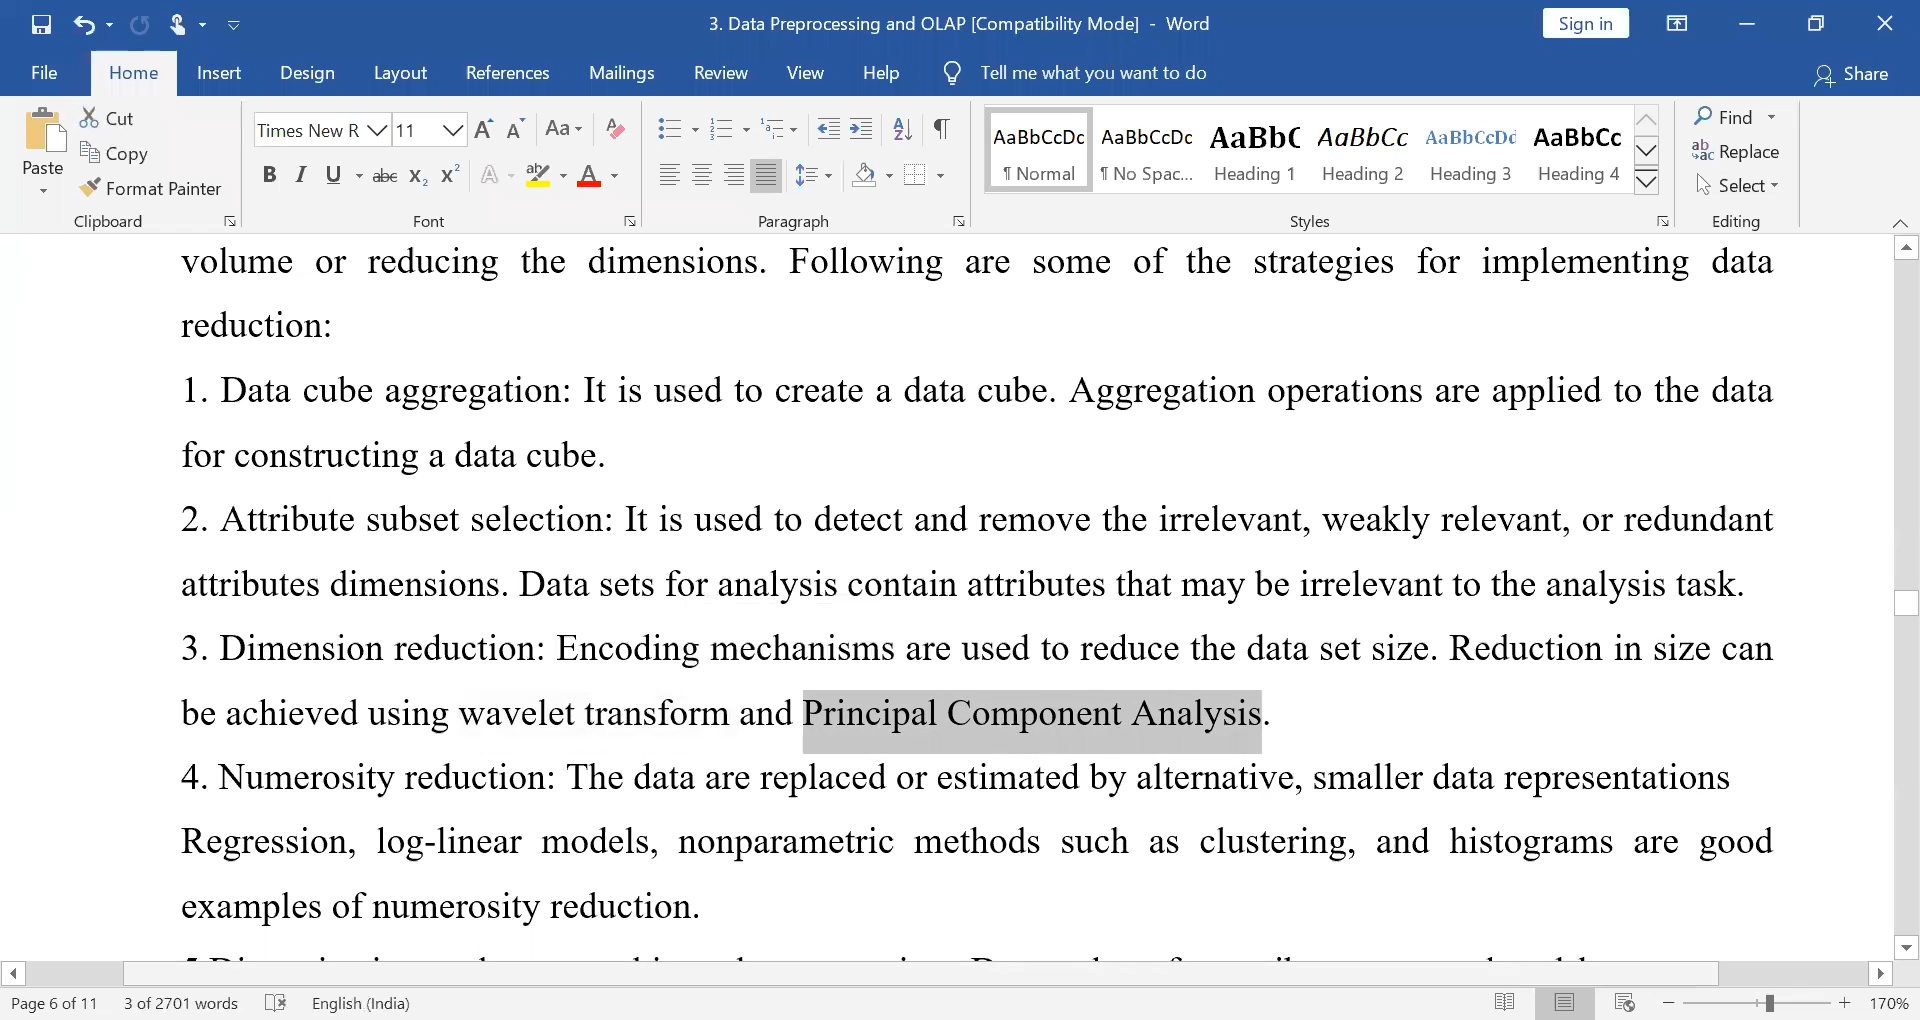 3. Data Preprocessing and OLAP [Compatibility Mode] - Word
Sign in
File Home Insert Design Layout References Mailings Review View Help Tell me what you want to do Share
Paste
Cut
Copy
Format Painter
Clipboard
Times New R 11
Aa
B I U abc x₂ x²
A
Font
Paragraph
AaBbCcDc AaBbCcDc AaBbC AaBbCc AaBbCcDd AaBbCc
¶ Normal ¶ No Spac... Heading 1 Heading 2 Heading 3 Heading 4
Styles
Find
Replace
Select
Editing
volume or reducing the dimensions. Following are some of the strategies for implementing data
reduction:
1. Data cube aggregation: It is used to create a data cube. Aggregation operations are applied to the data
for constructing a data cube.
2. Attribute subset selection: It is used to detect and remove the irrelevant, weakly relevant, or redundant
attributes dimensions. Data sets for analysis contain attributes that may be irrelevant to the analysis task.
3. Dimension reduction: Encoding mechanisms are used to reduce the data set size. Reduction in size can
be achieved using wavelet transform and Principal Component Analysis.
4. Numerosity reduction: The data are replaced or estimated by alternative, smaller data representations
Regression, log-linear models, nonparametric methods such as clustering, and histograms are good
examples of numerosity reduction.
Page 6 of 11 3 of 2701 words English (India) 170%